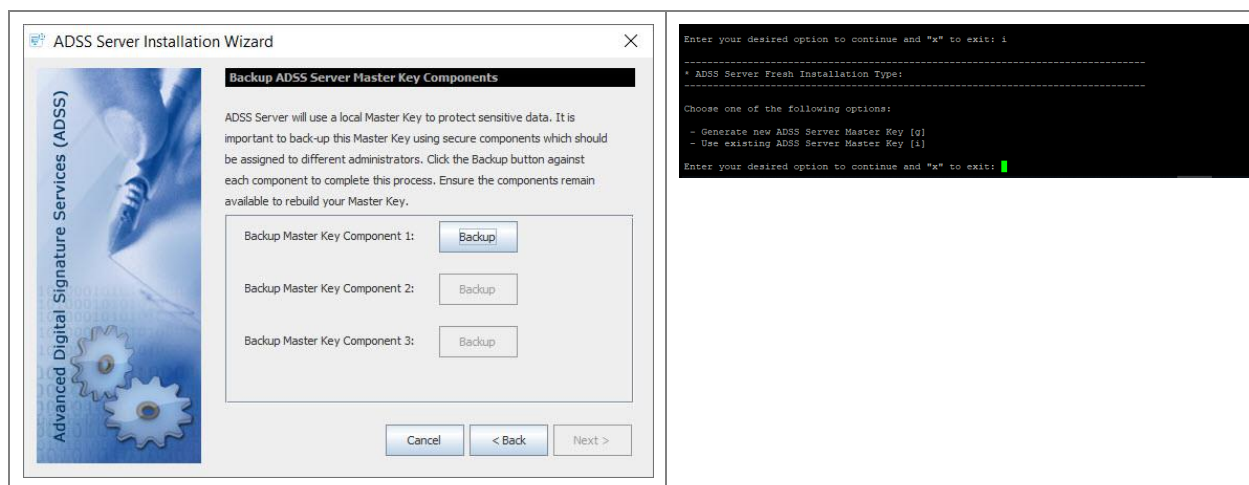 ADSS Server Installation Wizard
Advanced Digital Signature Services (ADSS)
Backup ADSS Server Master Key Components
ADSS Server will use a local Master Key to protect sensitive data. It is
important to back-up this Master Key using secure components which should
be assigned to different administrators. Click the Backup button against
each component to complete this process. Ensure the components remain
available to rebuild your Master Key.
Backup Master Key Component 1: Backup
Backup Master Key Component 2: Backup
Backup Master Key Component 3: Backup
Cancel < Back Next >
Enter your desired option to continue and "x" to exit: i
--------------------------------------------------------------------------------
* ADSS Server Fresh Installation Type:
--------------------------------------------------------------------------------
Choose one of the following options:
- Generate new ADSS Server Master Key [g]
- Use existing ADSS Server Master Key [i]
Enter your desired option to continue and "x" to exit: